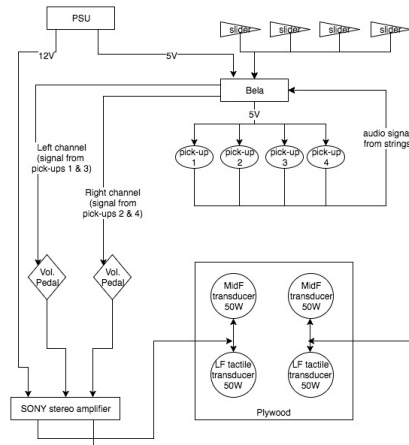 PSU
slider
slider
slider
slider
12V
5V
Bela
5V
Left channel
(signal from
pick-ups 1 & 3)
Right channel
(signal from
pick-ups 2 & 4)
audio signal
from strings
pick-up
1
pick-up
2
pick-up
3
pick-up
4
Vol.
Pedal
Vol.
Pedal
MidF
transducer
50W
MidF
transducer
50W
LF tactile
transducer
50W
LF tactile
transducer
50W
SONY stereo amplifier
Plywood